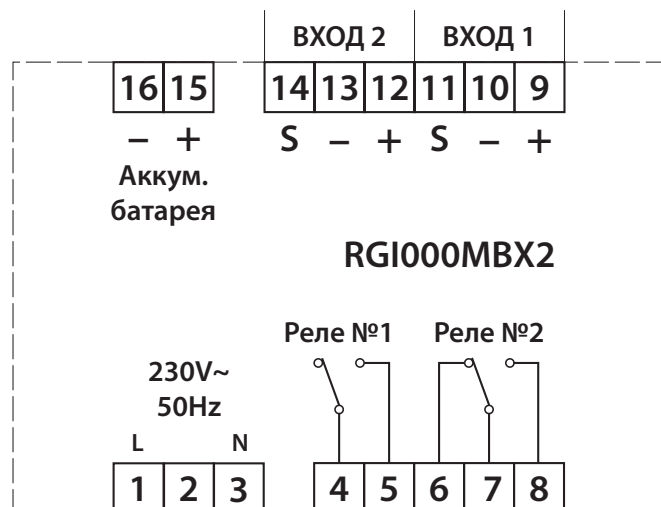 ВХОД 2 ВХОД 1
16 15 14 13 12 11 10 9
– + S – + S – +
Аккум.
батарея
RGI000MBX2
Реле №1 Реле №2
230V~
50Hz
L N
1 2 3 4 5 6 7 8